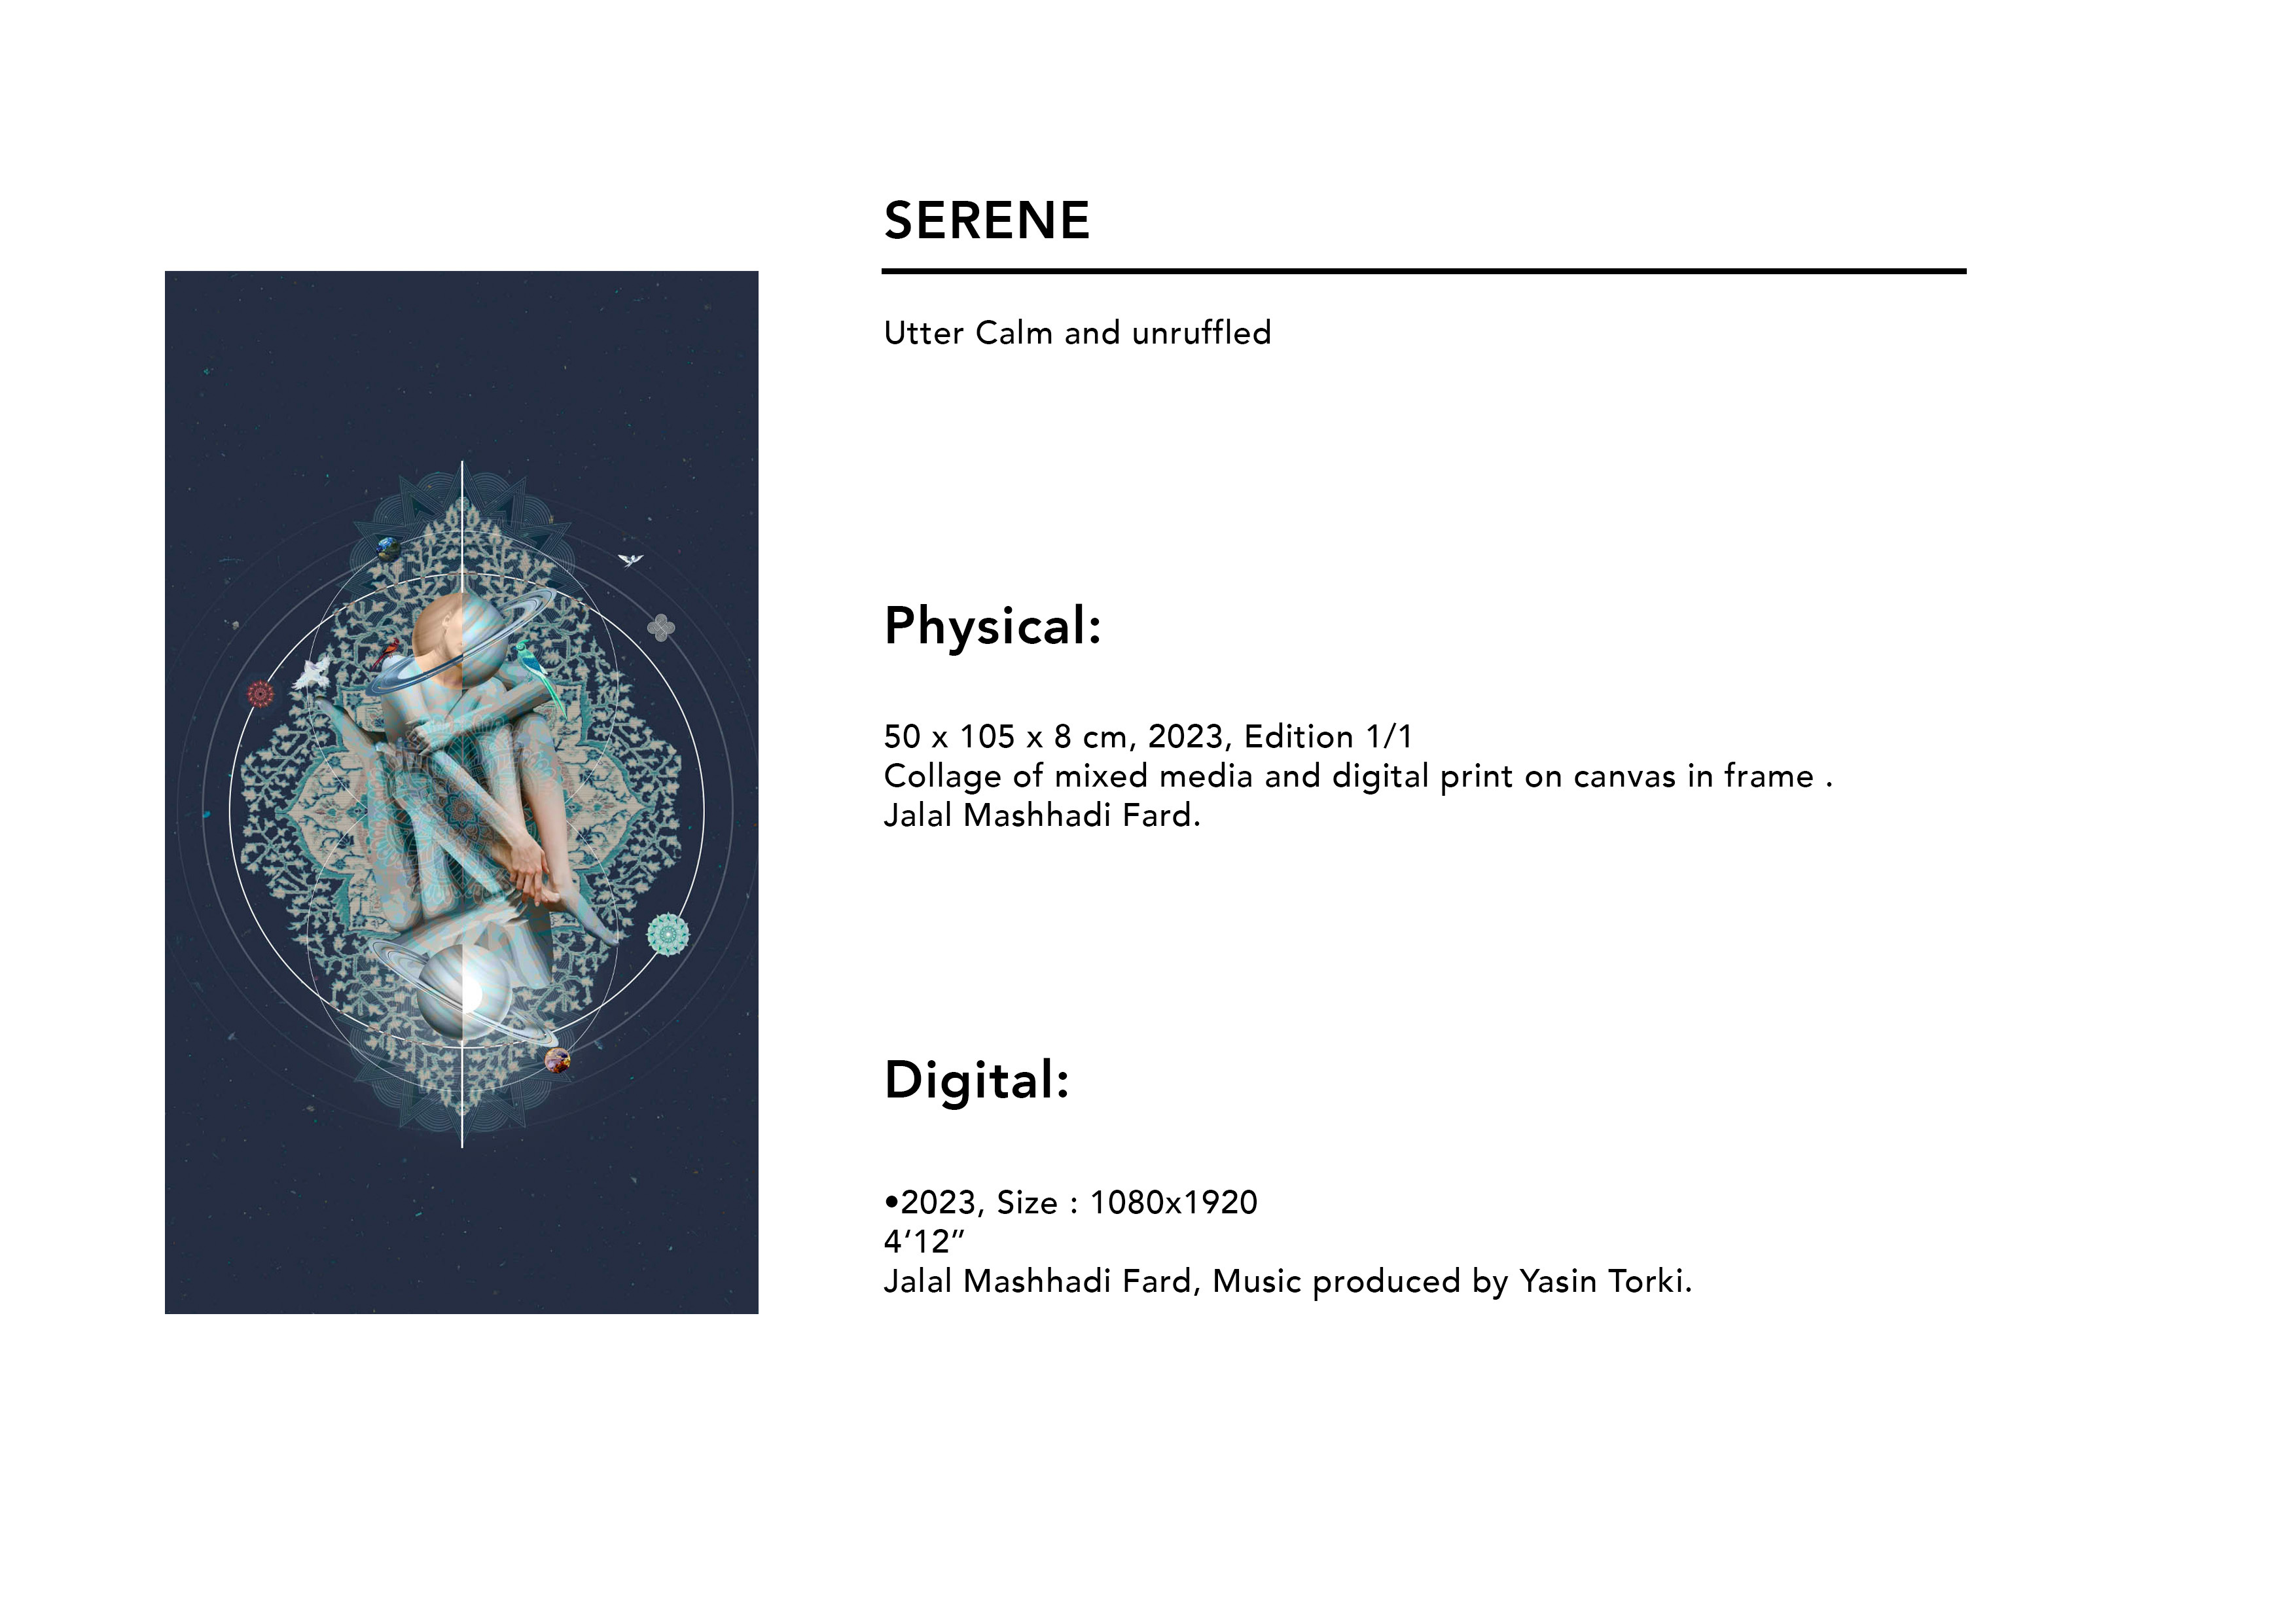 SERENE
Utter Calm and unruffled
Physical:
50 x 105 x 8 cm, 2023, Edition 1/1
Collage of mixed media and digital print on canvas in frame .
Jalal Mashhadi Fard.
Digital:
•2023, Size : 1080x1920
4‘12”
Jalal Mashhadi Fard, Music produced by Yasin Torki.